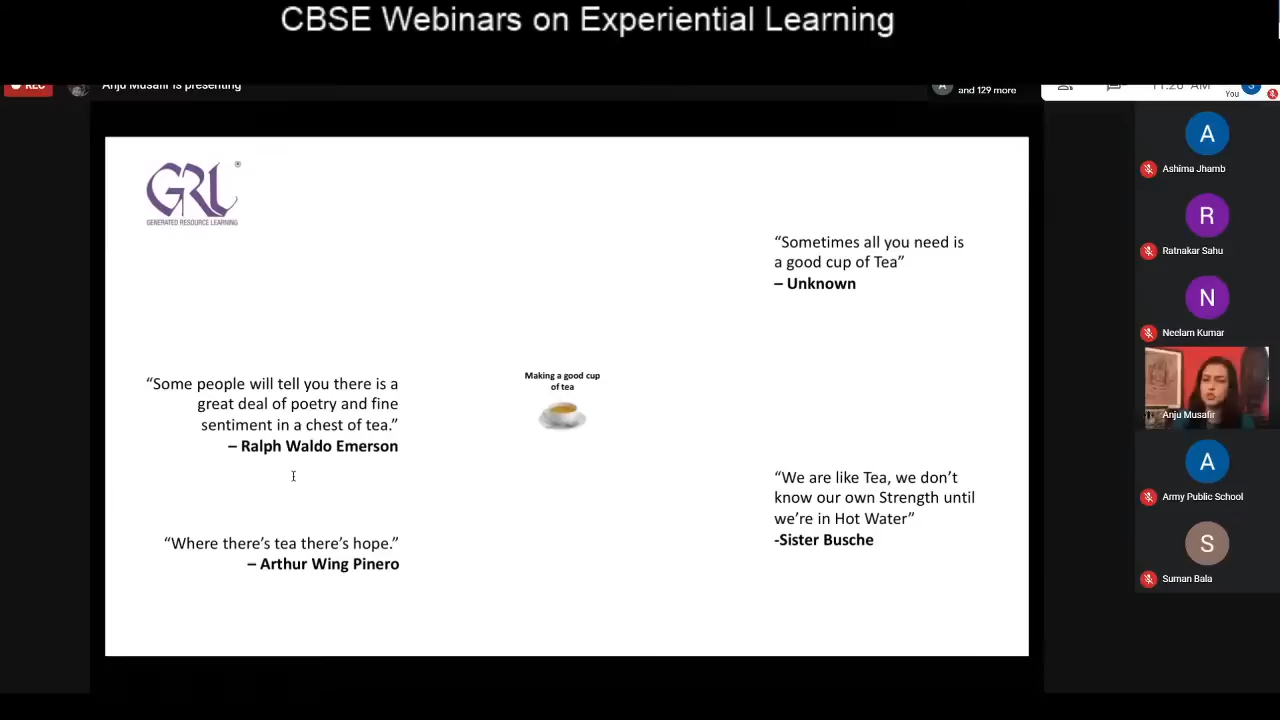 CBSE Webinars on Experiential Learning
REC
Anju Musafir is presenting
A
and 129 more
11:20 AM
You
S
GRL®
GENERATED RESOURCE LEARNING
“Sometimes all you need is
a good cup of Tea”
– Unknown
“Some people will tell you there is a
great deal of poetry and fine
sentiment in a chest of tea.”
– Ralph Waldo Emerson
Making a good cup
of tea
“We are like Tea, we don’t
know our own Strength until
we’re in Hot Water”
-Sister Busche
“Where there’s tea there’s hope.”
– Arthur Wing Pinero
A
Ashima Jhamb
R
Ratnakar Sahu
N
Neelam Kumar
Anju Musafir
A
Army Public School
S
Suman Bala